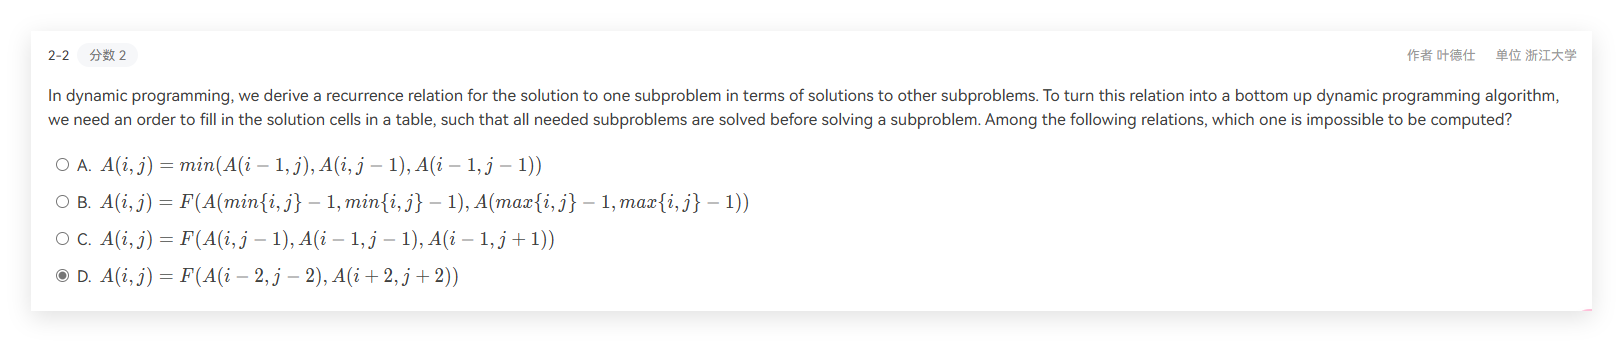 2-2 分数 2 作者 叶德仕 单位 浙江大学
In dynamic programming, we derive a recurrence relation for the solution to one subproblem in terms of solutions to other subproblems. To turn this relation into a bottom up dynamic programming algorithm,
we need an order to fill in the solution cells in a table, such that all needed subproblems are solved before solving a subproblem. Among the following relations, which one is impossible to be computed?
A. A(i, j) = min(A(i − 1, j), A(i, j − 1), A(i − 1, j − 1))
B. A(i, j) = F(A(min{i, j} − 1, min{i, j} − 1), A(max{i, j} − 1, max{i, j} − 1))
C. A(i, j) = F(A(i, j − 1), A(i − 1, j − 1), A(i − 1, j + 1))
D. A(i, j) = F(A(i − 2, j − 2), A(i + 2, j + 2))